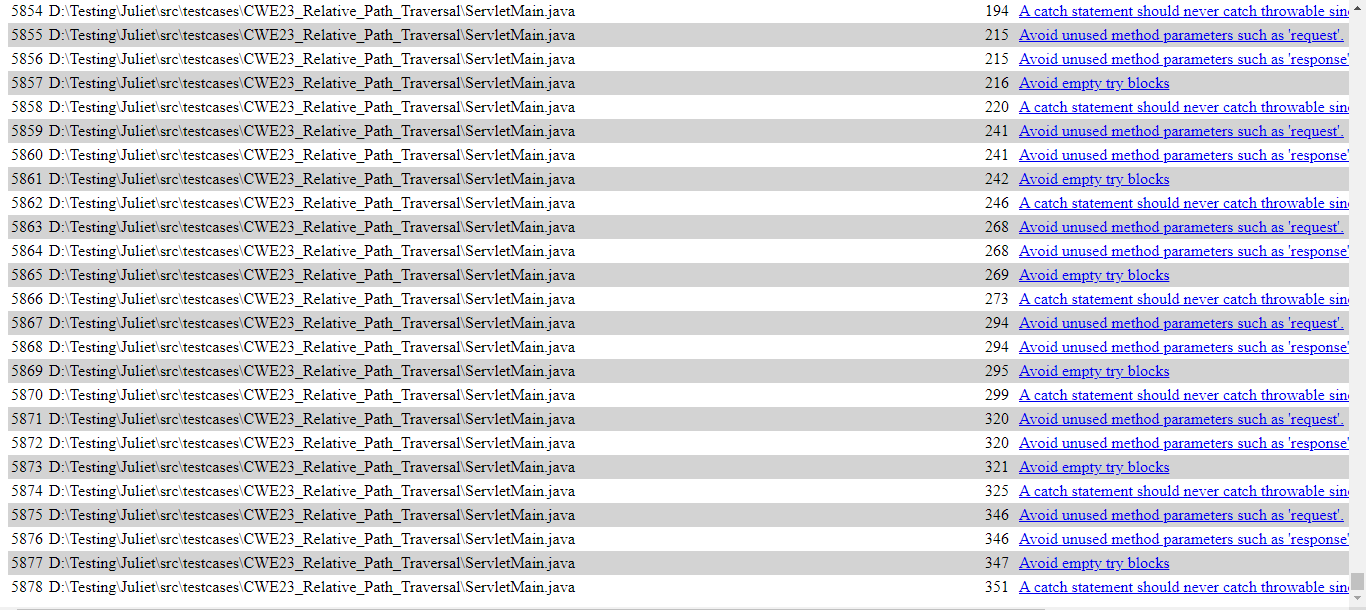 5854 D:\Testing\Juliet\src\testcases\CWE23_Relative_Path_Traversal\ServletMain.java 194 A catch statement should never catch throwable sin
5855 D:\Testing\Juliet\src\testcases\CWE23_Relative_Path_Traversal\ServletMain.java 215 Avoid unused method parameters such as 'request'.
5856 D:\Testing\Juliet\src\testcases\CWE23_Relative_Path_Traversal\ServletMain.java 215 Avoid unused method parameters such as 'response'
5857 D:\Testing\Juliet\src\testcases\CWE23_Relative_Path_Traversal\ServletMain.java 216 Avoid empty try blocks
5858 D:\Testing\Juliet\src\testcases\CWE23_Relative_Path_Traversal\ServletMain.java 220 A catch statement should never catch throwable sin
5859 D:\Testing\Juliet\src\testcases\CWE23_Relative_Path_Traversal\ServletMain.java 241 Avoid unused method parameters such as 'request'.
5860 D:\Testing\Juliet\src\testcases\CWE23_Relative_Path_Traversal\ServletMain.java 241 Avoid unused method parameters such as 'response'
5861 D:\Testing\Juliet\src\testcases\CWE23_Relative_Path_Traversal\ServletMain.java 242 Avoid empty try blocks
5862 D:\Testing\Juliet\src\testcases\CWE23_Relative_Path_Traversal\ServletMain.java 246 A catch statement should never catch throwable sin
5863 D:\Testing\Juliet\src\testcases\CWE23_Relative_Path_Traversal\ServletMain.java 268 Avoid unused method parameters such as 'request'.
5864 D:\Testing\Juliet\src\testcases\CWE23_Relative_Path_Traversal\ServletMain.java 268 Avoid unused method parameters such as 'response'
5865 D:\Testing\Juliet\src\testcases\CWE23_Relative_Path_Traversal\ServletMain.java 269 Avoid empty try blocks
5866 D:\Testing\Juliet\src\testcases\CWE23_Relative_Path_Traversal\ServletMain.java 273 A catch statement should never catch throwable sin
5867 D:\Testing\Juliet\src\testcases\CWE23_Relative_Path_Traversal\ServletMain.java 294 Avoid unused method parameters such as 'request'.
5868 D:\Testing\Juliet\src\testcases\CWE23_Relative_Path_Traversal\ServletMain.java 294 Avoid unused method parameters such as 'response'
5869 D:\Testing\Juliet\src\testcases\CWE23_Relative_Path_Traversal\ServletMain.java 295 Avoid empty try blocks
5870 D:\Testing\Juliet\src\testcases\CWE23_Relative_Path_Traversal\ServletMain.java 299 A catch statement should never catch throwable sin
5871 D:\Testing\Juliet\src\testcases\CWE23_Relative_Path_Traversal\ServletMain.java 320 Avoid unused method parameters such as 'request'.
5872 D:\Testing\Juliet\src\testcases\CWE23_Relative_Path_Traversal\ServletMain.java 320 Avoid unused method parameters such as 'response'
5873 D:\Testing\Juliet\src\testcases\CWE23_Relative_Path_Traversal\ServletMain.java 321 Avoid empty try blocks
5874 D:\Testing\Juliet\src\testcases\CWE23_Relative_Path_Traversal\ServletMain.java 325 A catch statement should never catch throwable sin
5875 D:\Testing\Juliet\src\testcases\CWE23_Relative_Path_Traversal\ServletMain.java 346 Avoid unused method parameters such as 'request'.
5876 D:\Testing\Juliet\src\testcases\CWE23_Relative_Path_Traversal\ServletMain.java 346 Avoid unused method parameters such as 'response'
5877 D:\Testing\Juliet\src\testcases\CWE23_Relative_Path_Traversal\ServletMain.java 347 Avoid empty try blocks
5878 D:\Testing\Juliet\src\testcases\CWE23_Relative_Path_Traversal\ServletMain.java 351 A catch statement should never catch throwable sin